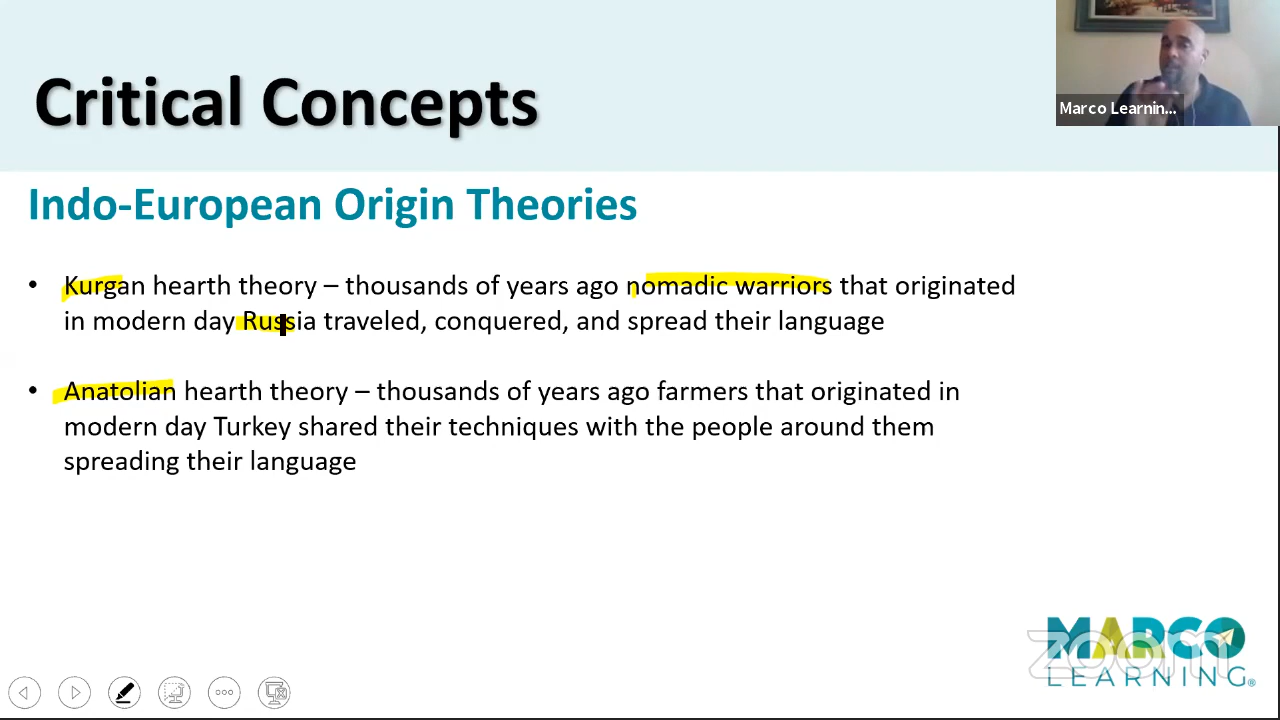 Critical Concepts
Marco Learnin...
Indo-European Origin Theories
• Kurgan hearth theory – thousands of years ago nomadic warriors that originated
in modern day Russia traveled, conquered, and spread their language
• Anatolian hearth theory – thousands of years ago farmers that originated in
modern day Turkey shared their techniques with the people around them
spreading their language
MARCO
LEARNING®
zoom